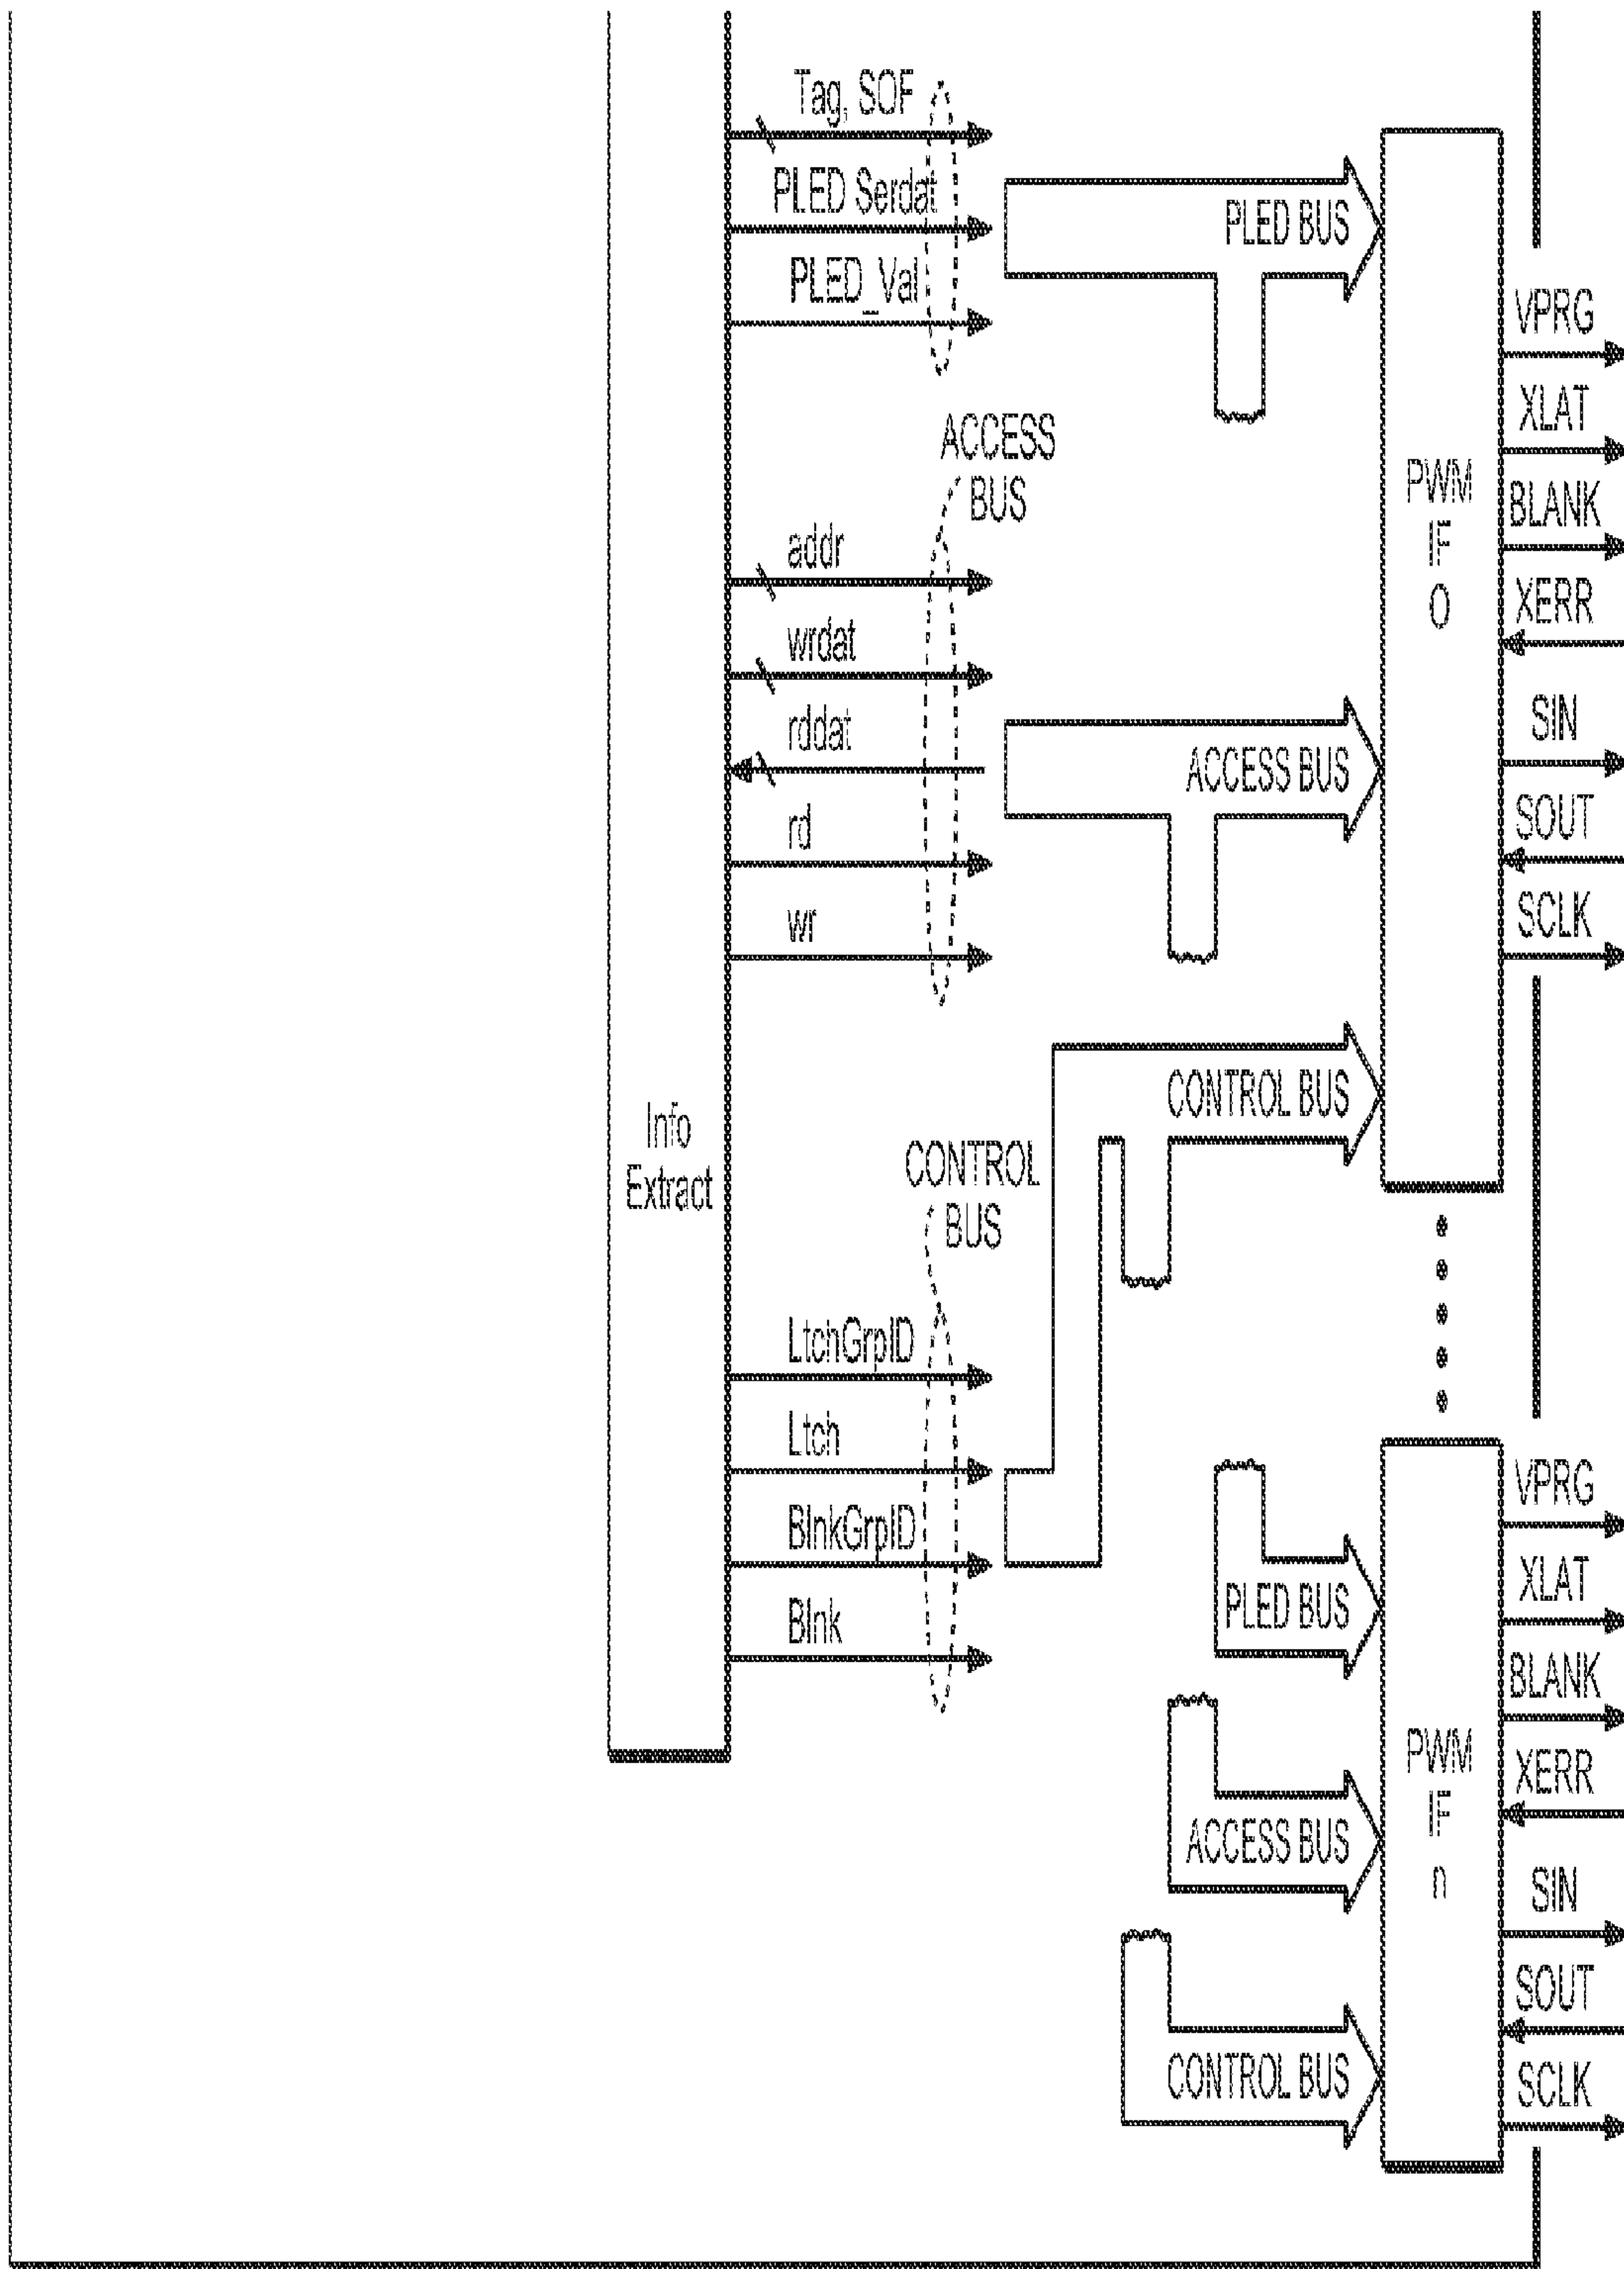 Tag, SOF
PLED Serdat
PLED_Val
PLED BUS
ACCESS
BUS
addr
wrdat
rddat
rd
wr
ACCESS BUS
CONTROL BUS
Info
Extract
CONTROL
BUS
LtchGrpID
Ltch
BlnkGrpID
Blnk
PWM
IF
0
VPRG
XLAT
BLANK
XERR
SIN
SOUT
SCLK
PLED BUS
ACCESS BUS
CONTROL BUS
PWM
IF
n
VPRG
XLAT
BLANK
XERR
SIN
SOUT
SCLK